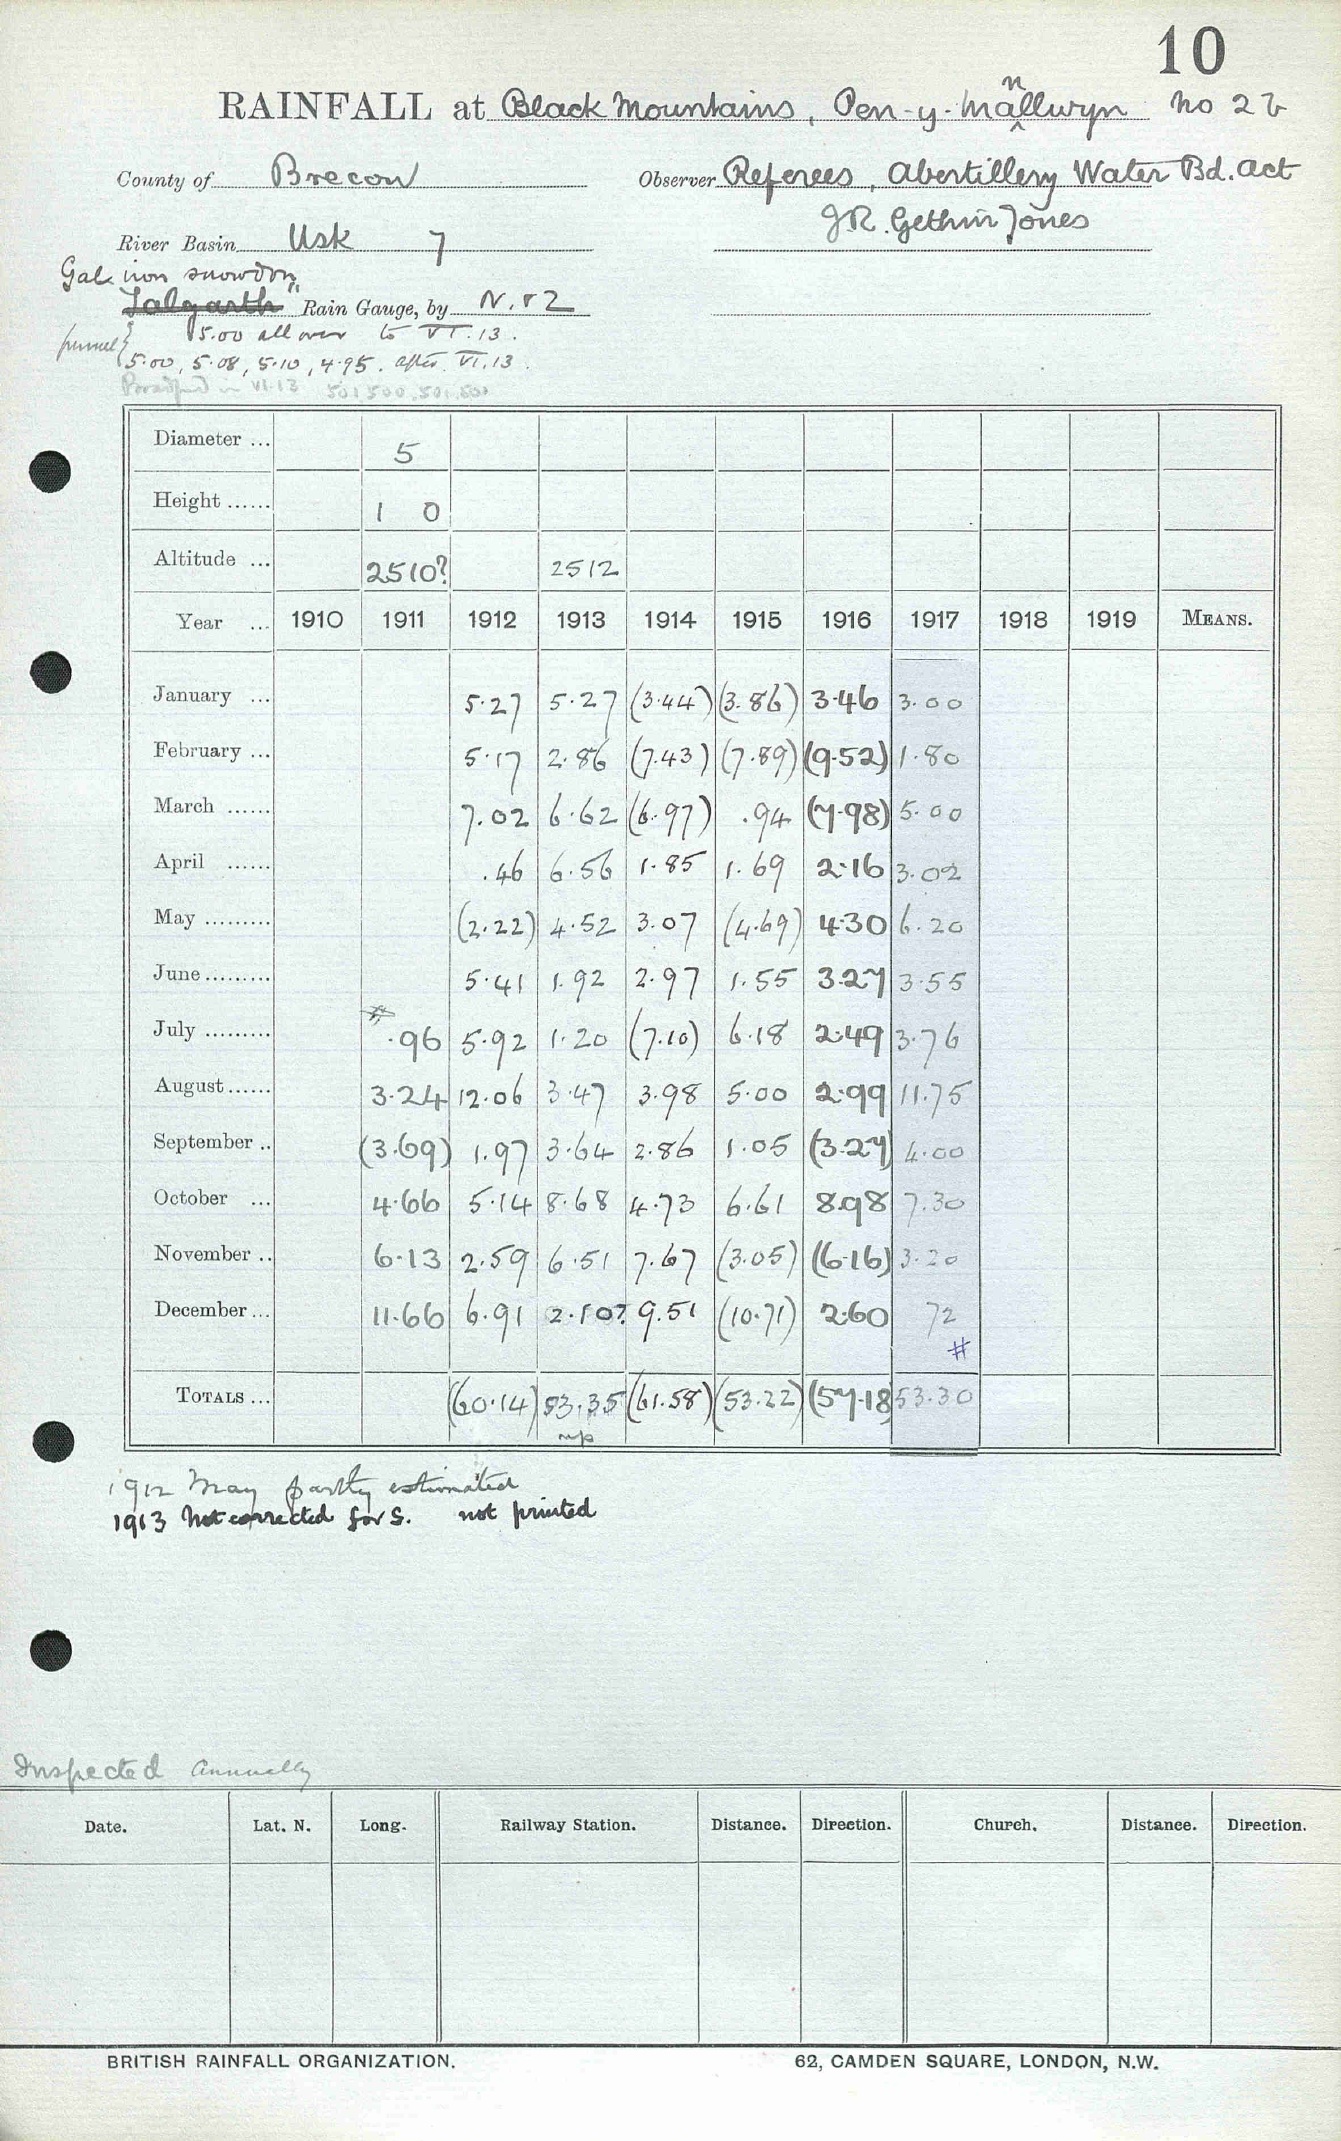 10
RAINFALL at Black Mountains, Pen-y-Manllwyn No 2b
County of Brecon Observer Referees, Abertillery Water Bd. Act
River Basin Usk 7 J R. Gethin Jones
Gal iron snowdon
Talgarth Rain Gauge, by N. & Z
funnel 5.00 all over to VI.13.
5.00, 5.08, 5.10, 4.95. after VI.13.
in VI.13 501,500,501,500
Diameter ... 5
Height ...... 1 0
Altitude ... 2510? 2512
Year ... 1910 1911 1912 1913 1914 1915 1916 1917 1918 1919 MEANS.
January ... 5.27 5.27 (3.44) (3.86) 3.46 3.00
February ... 5.17 2.86 (7.43) (7.89) (9.52) 1.80
March ...... 7.02 6.62 (6.97) .94 (7.98) 5.00
April ...... .46 6.56 1.85 1.69 2.16 3.02
May ......... (2.22) 4.52 3.07 (4.69) 4.30 6.20
June ......... 5.41 1.92 2.97 1.55 3.27 3.55
July ......... # .96 5.92 1.20 (7.10) 6.18 2.49 3.76
August ...... 3.24 12.06 3.47 3.98 5.00 2.99 11.75
September .. (3.69) 1.97 3.64 2.86 1.05 (3.27) 4.00
October ... 4.66 5.14 8.68 4.73 6.61 8.98 7.30
November .. 6.13 2.59 6.51 7.67 (3.05) (6.16) 3.20
December ... 11.66 6.91 2.10? 9.51 (10.71) 2.60 72
#
TOTALS ... (60.14) 53.35 (61.58) (53.22) (57.18) 53.30
np
1912 May partly estimated
1913 Not corrected for S. not printed
Inspected Annually
Date. Lat. N. Long. Railway Station. Distance. Direction. Church. Distance. Direction.
BRITISH RAINFALL ORGANIZATION. 62, CAMDEN SQUARE, LONDON, N.W.